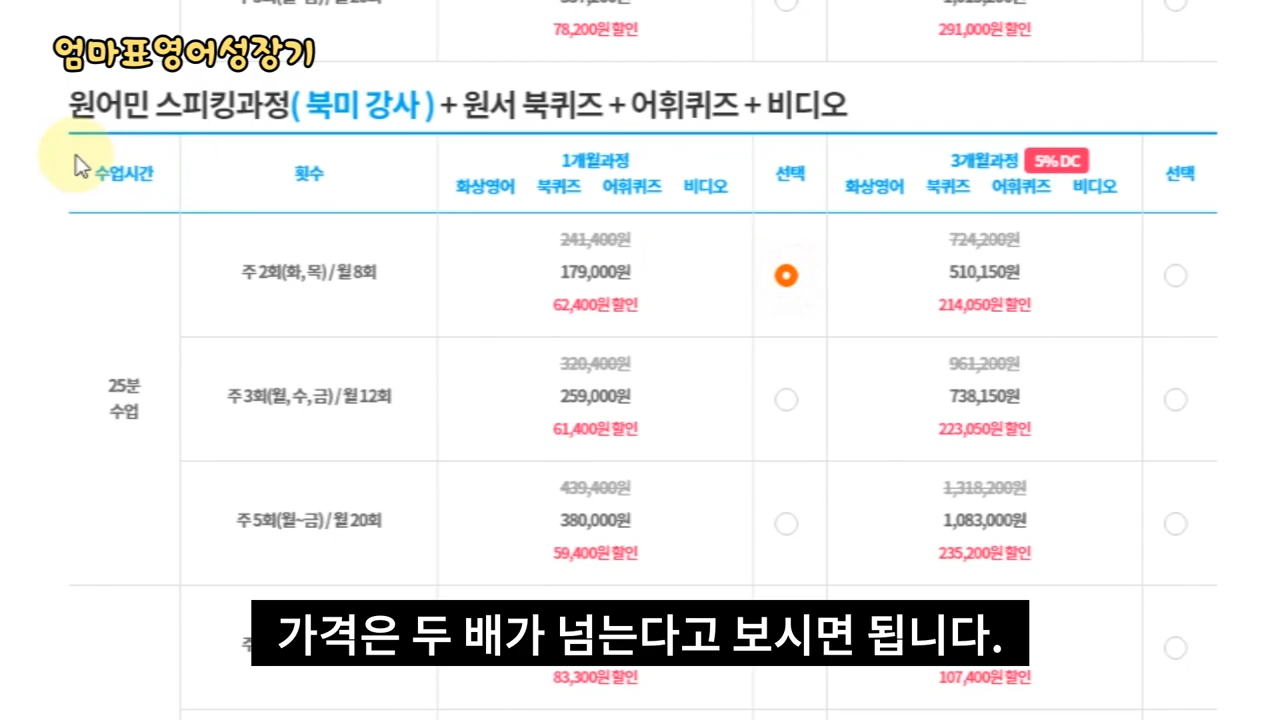 78,200원 할인
291,000원 할인
엄마표영어성장기
원어민 스피킹과정( 북미 강사 ) + 원서 북퀴즈 + 어휘퀴즈 + 비디오
수업시간
횟수
1개월과정
화상영어 북퀴즈 어휘퀴즈 비디오
선택
3개월과정 5% DC
화상영어 북퀴즈 어휘퀴즈 비디오
선택
25분
수업
주 2회(화, 목) / 월 8회
241,400원
179,000원
62,400원 할인
724,200원
510,150원
214,050원 할인
주 3회(월, 수, 금) / 월 12회
320,400원
259,000원
61,400원 할인
961,200원
738,150원
223,050원 할인
주 5회(월~금) / 월 20회
439,400원
380,000원
59,400원 할인
1,318,200원
1,083,000원
235,200원 할인
가격은 두 배가 넘는다고 보시면 됩니다.
83,300원 할인
107,400원 할인